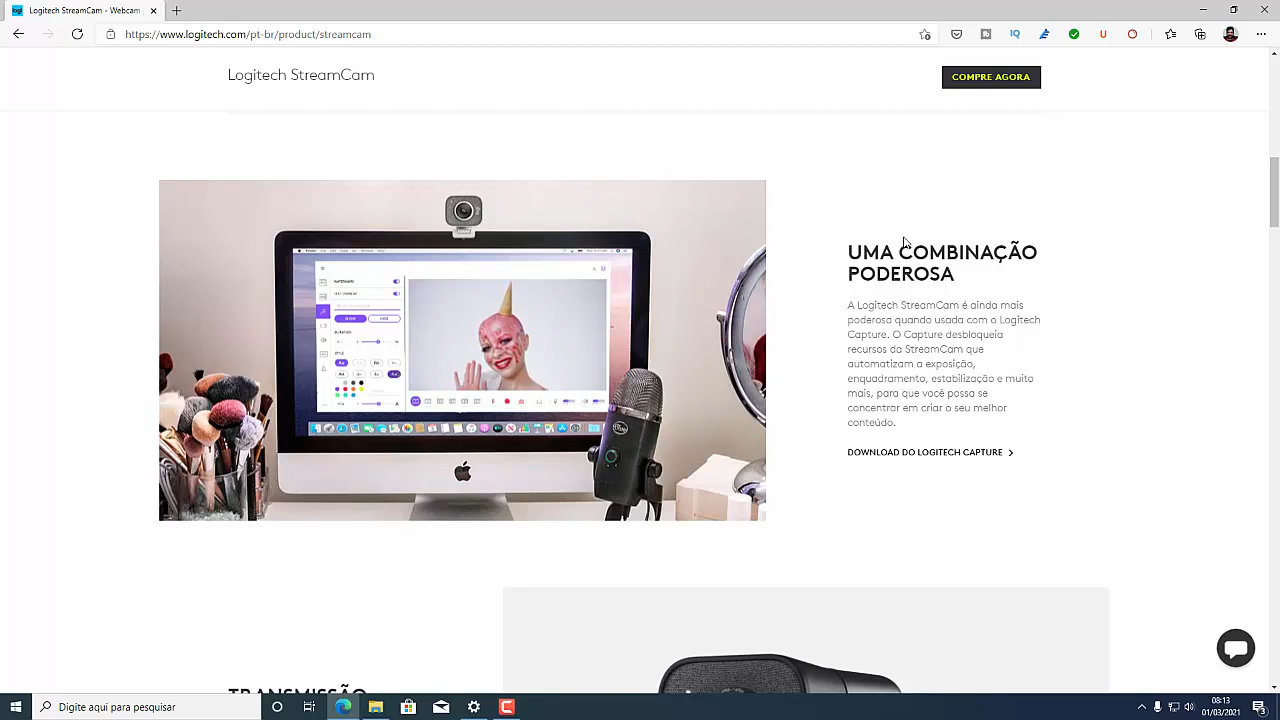 Logitech StreamCam - Webcam
https://www.logitech.com/pt-br/product/streamcam
Logitech StreamCam
COMPRE AGORA
UMA COMBINAÇÃO
PODEROSA
A Logitech StreamCam é ainda mais
poderosa quando usada com o Logitech
Capture. O Capture desbloqueia
recursos da StreamCam que
automatizam a exposição,
enquadramento, estabilização e muito
mais, para que você possa se
concentrar em criar o seu melhor
conteúdo.
DOWNLOAD DO LOGITECH CAPTURE
Blue
TRANSMISSÃO
Digite aqui para pesquisar
08:13
01/03/2021